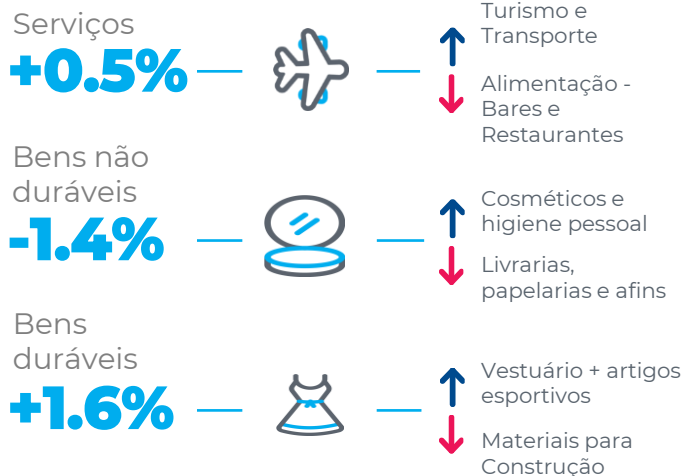 Serviços
+0.5%
Turismo e
Transporte
Alimentação -
Bares e
Restaurantes
Bens não
duráveis
-1.4%
Cosméticos e
higiene pessoal
Livrarias,
papelarias e afins
Bens
duráveis
+1.6%
Vestuário + artigos
esportivos
Materiais para
Construção